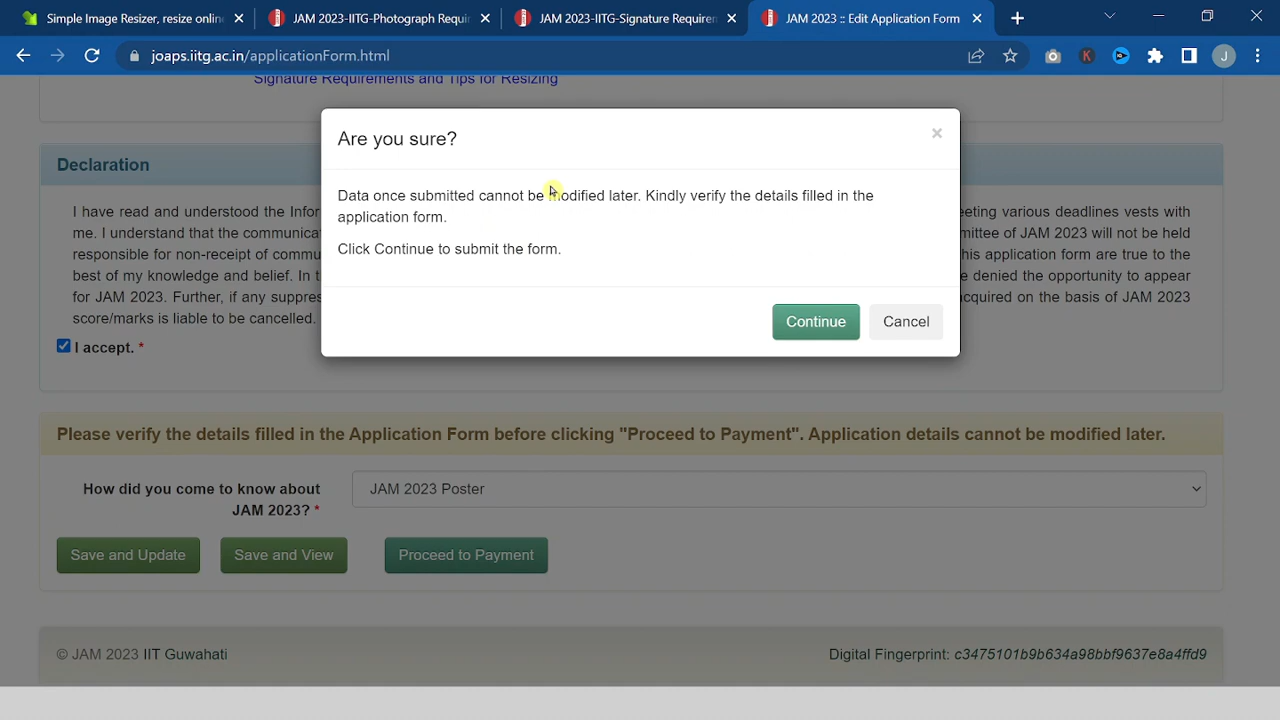 Simple Image Resizer, resize online
JAM 2023-IITG-Photograph Requi
JAM 2023-IITG-Signature Requirem
JAM 2023 :: Edit Application Form
joaps.iitg.ac.in/applicationForm.html
K
J
Signature Requirements and Tips for Resizing
Are you sure?
×
Data once submitted cannot be modified later. Kindly verify the details filled in the
application form.
Click Continue to submit the form.
Continue
Cancel
Declaration
I have read and understood the Infor eeting various deadlines vests with
me. I understand that the communica mittee of JAM 2023 will not be held
responsible for non-receipt of commu his application form are true to the
best of my knowledge and belief. In t e denied the opportunity to appear
for JAM 2023. Further, if any suppres acquired on the basis of JAM 2023
score/marks is liable to be cancelled.
I accept. *
Please verify the details filled in the Application Form before clicking "Proceed to Payment". Application details cannot be modified later.
How did you come to know about
JAM 2023? *
JAM 2023 Poster
Save and Update
Save and View
Proceed to Payment
© JAM 2023 IIT Guwahati
Digital Fingerprint: c3475101b9b634a98bbf9637e8a4ffd9